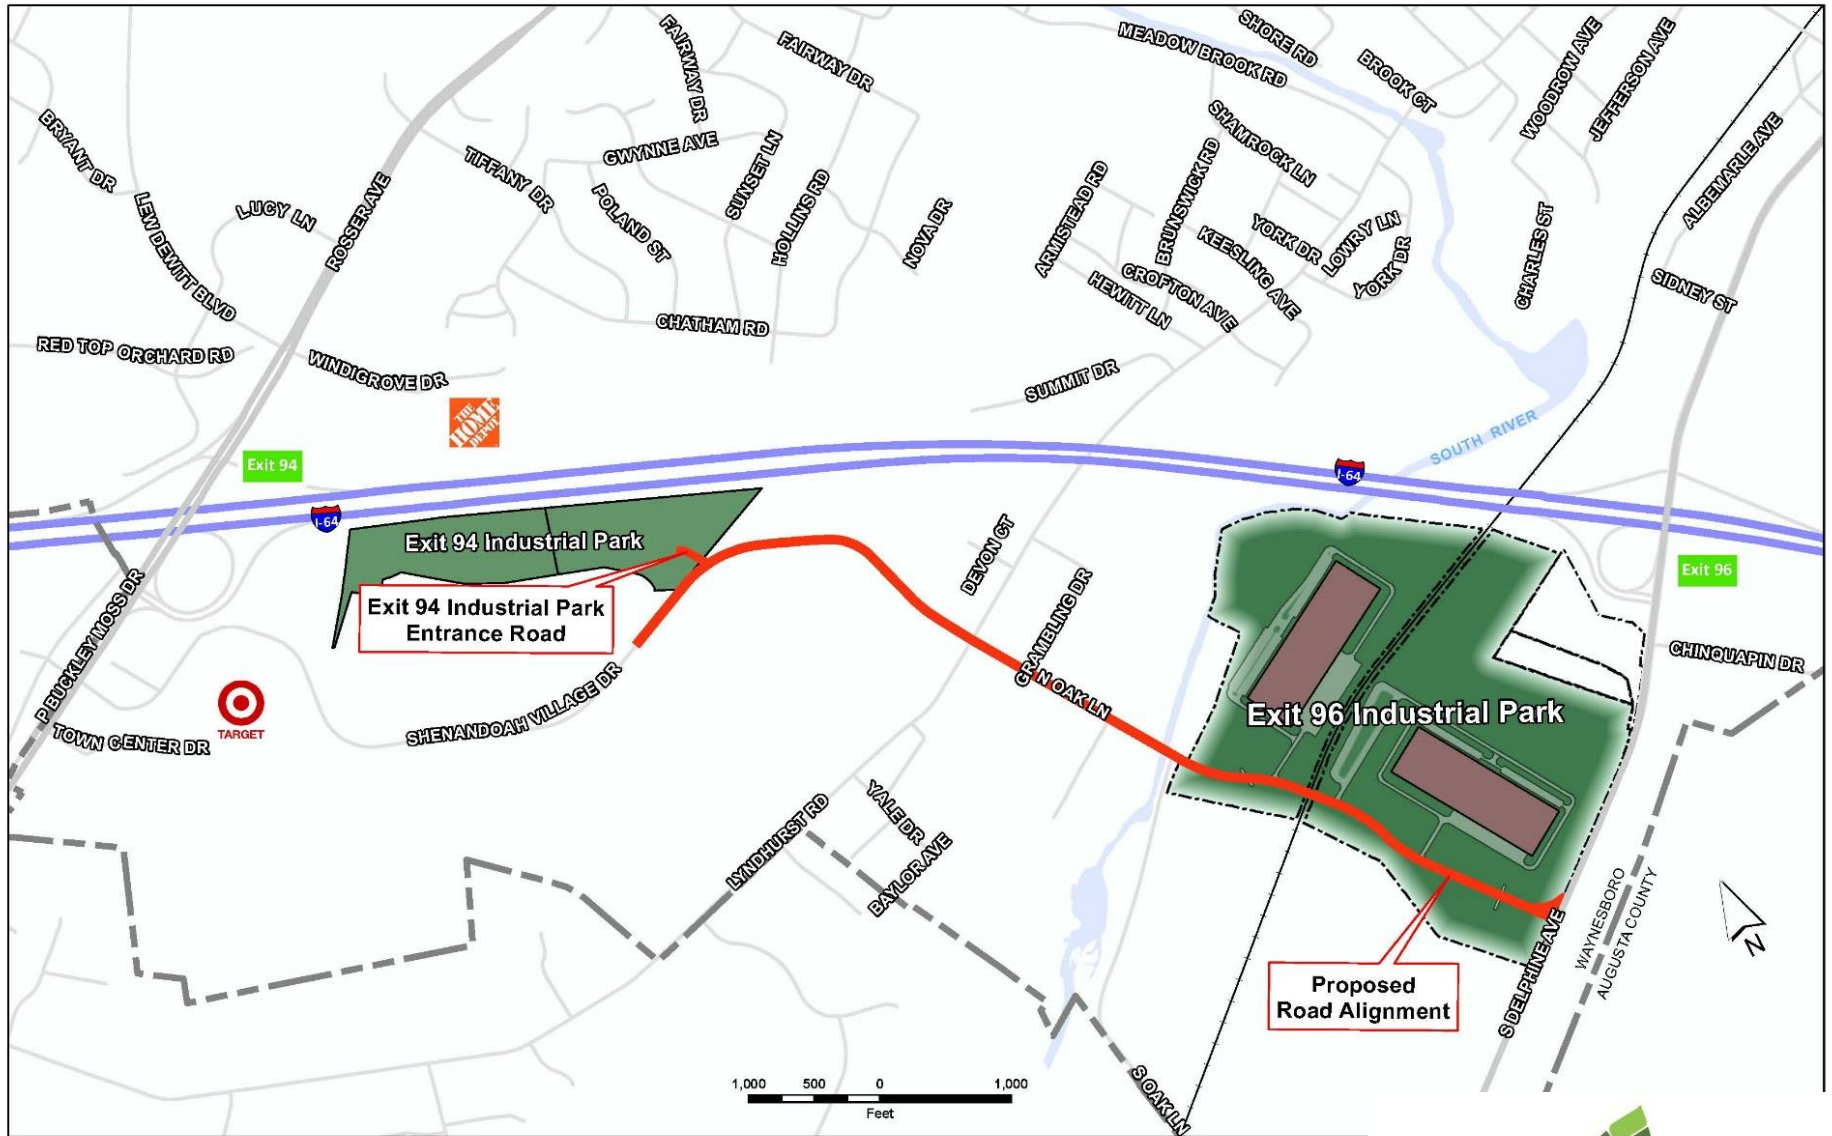 FAIRWAY DR
FAIRWAY DR
SHORE RD
MEADOW BROOK RD
BROOK CT
WOODROW AVE
JEFFERSON AVE
BRYANT DR
TIFFANY DR
GWYNNE AVE
SUNSET LN
SHAMROCK LN
ALBEMARLE AVE
LEW DEWITT BLVD
LUCY LN
ROSSER AVE
POLAND ST
HOLLINS RD
NOVA DR
ARMISTEAD RD
BRUNSWICK RD
KEESLING AVE
YORK DR
LOWRY LN
YORK DR
CHARLES ST
SIDNEY ST
CROFTON AVE
HEWITT LN
RED TOP ORCHARD RD
WINDIGROVE DR
CHATHAM RD
SUMMIT DR
THE
HOME
DEPOT
SOUTH RIVER
Exit 94
I-64
I-64
Exit 94 Industrial Park
Exit 96
Exit 94 Industrial Park
Entrance Road
DEVON CT
GRAMBLING DR
N OAK LN
P BUCKLEY MOSS DR
TOWN CENTER DR
TARGET
SHENANDOAH VILLAGE DR
CHINQUAPIN DR
Exit 96 Industrial Park
LYNDHURST RD
YALE DR
BAYLOR AVE
WAYNESBORO
AUGUSTA COUNTY
S DELPHINE AVE
Proposed
Road Alignment
N
S OAK LN
1,000 500 0 1,000
Feet